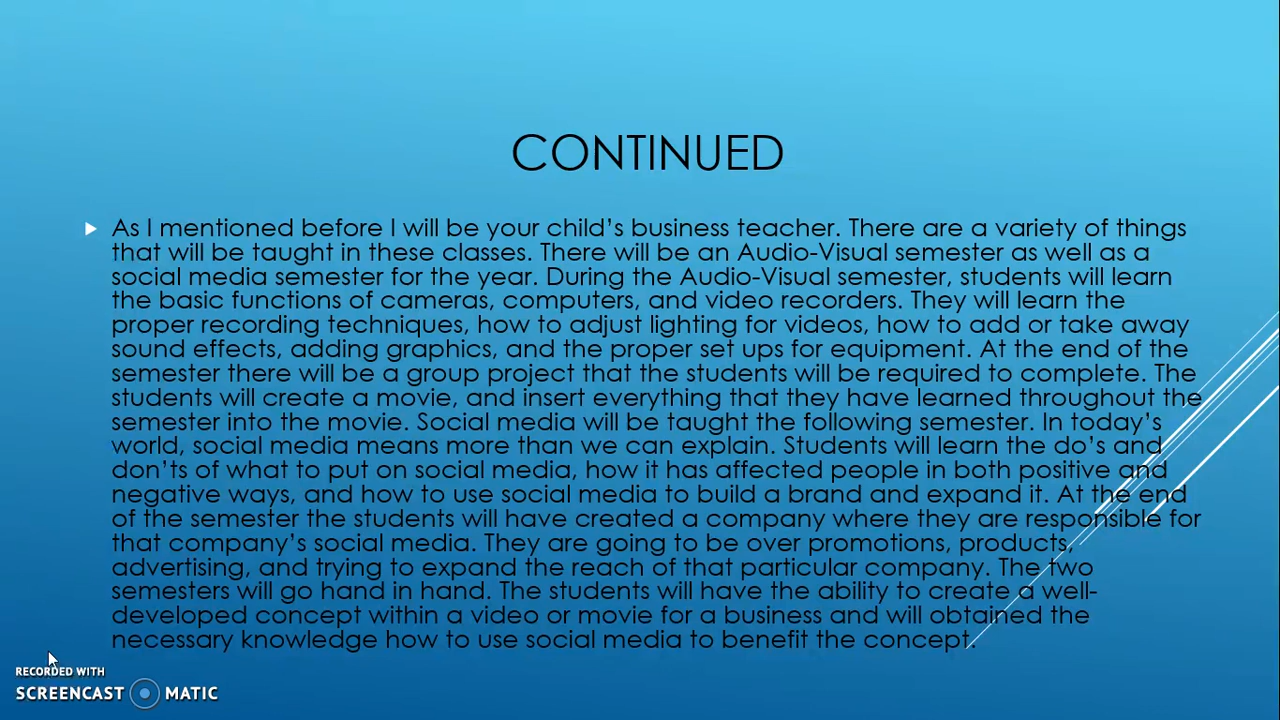 CONTINUED
As I mentioned before I will be your child's business teacher. There are a variety of things
that will be taught in these classes. There will be an Audio-Visual semester as well as a
social media semester for the year. During the Audio-Visual semester, students will learn
the basic functions of cameras, computers, and video recorders. They will learn the
proper recording techniques, how to adjust lighting for videos, how to add or take away
sound effects, adding graphics, and the proper set ups for equipment. At the end of the
semester there will be a group project that the students will be required to complete. The
students will create a movie, and insert everything that they have learned throughout the
semester into the movie. Social media will be taught the following semester. In today's
world, social media means more than we can explain. Students will learn the do's and
don'ts of what to put on social media, how it has affected people in both positive and
negative ways, and how to use social media to build a brand and expand it. At the end
of the semester the students will have created a company where they are responsible for
that company's social media. They are going to be over promotions, products,
advertising, and trying to expand the reach of that particular company. The two
semesters will go hand in hand. The students will have the ability to create a well-
developed concept within a video or movie for a business and will obtained the
necessary knowledge how to use social media to benefit the concept.
RECORDED WITH
SCREENCAST MATIC